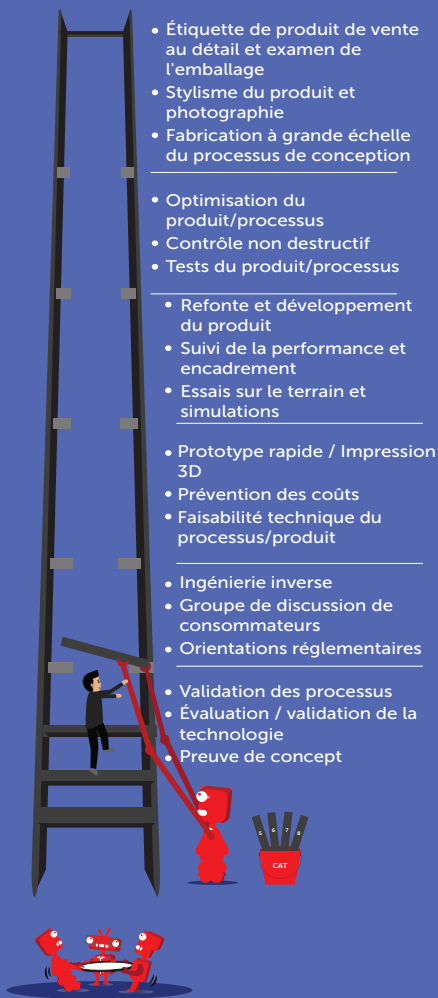 • Étiquette de produit de vente
au détail et examen de
l'emballage
• Stylisme du produit et
photographie
• Fabrication à grande échelle
du processus de conception
• Optimisation du
produit/processus
• Contrôle non destructif
• Tests du produit/processus
• Refonte et développement
du produit
• Suivi de la performance et
encadrement
• Essais sur le terrain et
simulations
• Prototype rapide / Impression
3D
• Prévention des coûts
• Faisabilité technique du
processus/produit
• Ingénierie inverse
• Groupe de discussion de
consommateurs
• Orientations réglementaires
• Validation des processus
• Évaluation / validation de la
technologie
• Preuve de concept
5 6 7 8
CAT